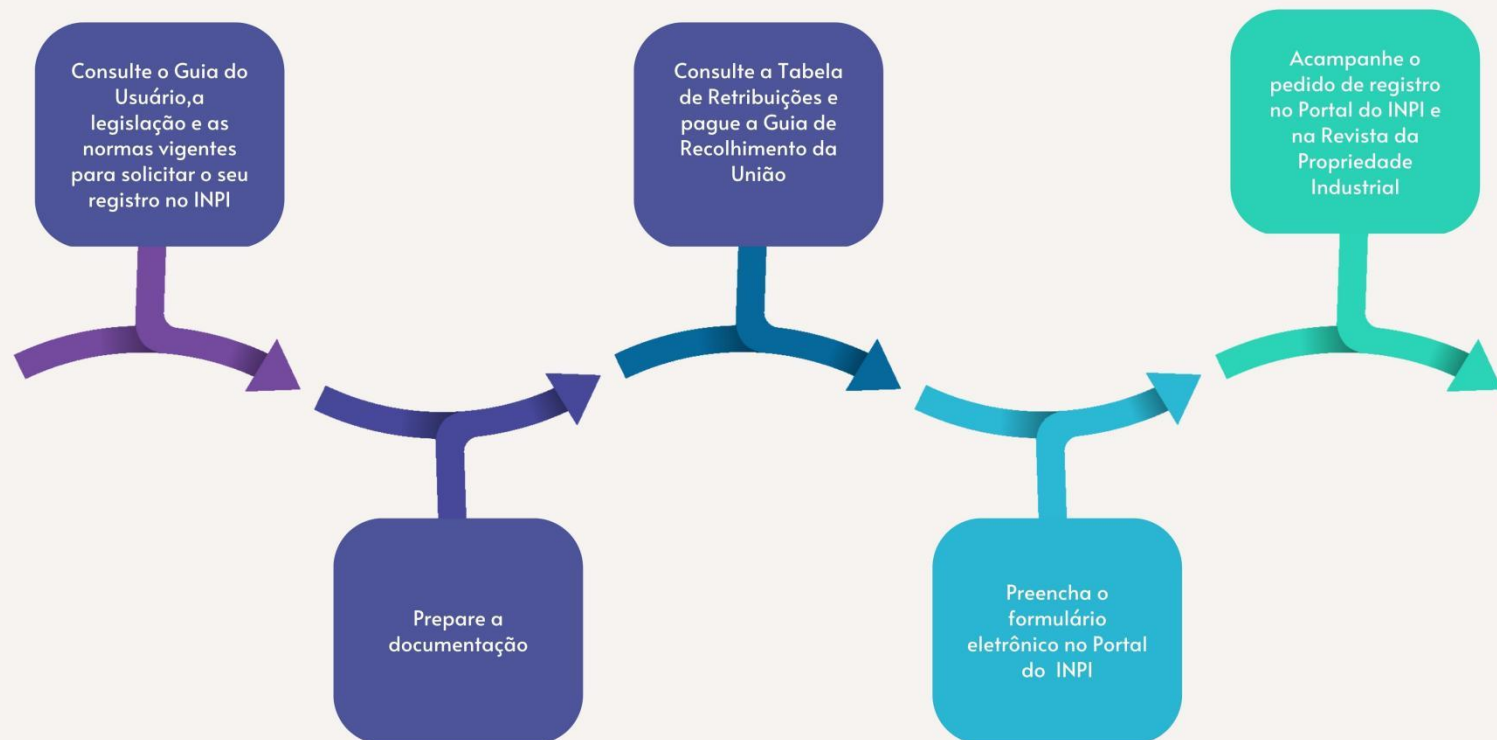 Consulte o Guia do
Usuário,a
legislação e as
normas vigentes
para solicitar o seu
registro no INPI
Prepare a
documentação
Consulte a Tabela
de Retribuições e
pague a Guia de
Recolhimento da
União
Preencha o
formulário
eletrônico no Portal
do INPI
Acampanhe o
pedido de registro
no Portal do INPI e
na Revista da
Propriedade
Industrial